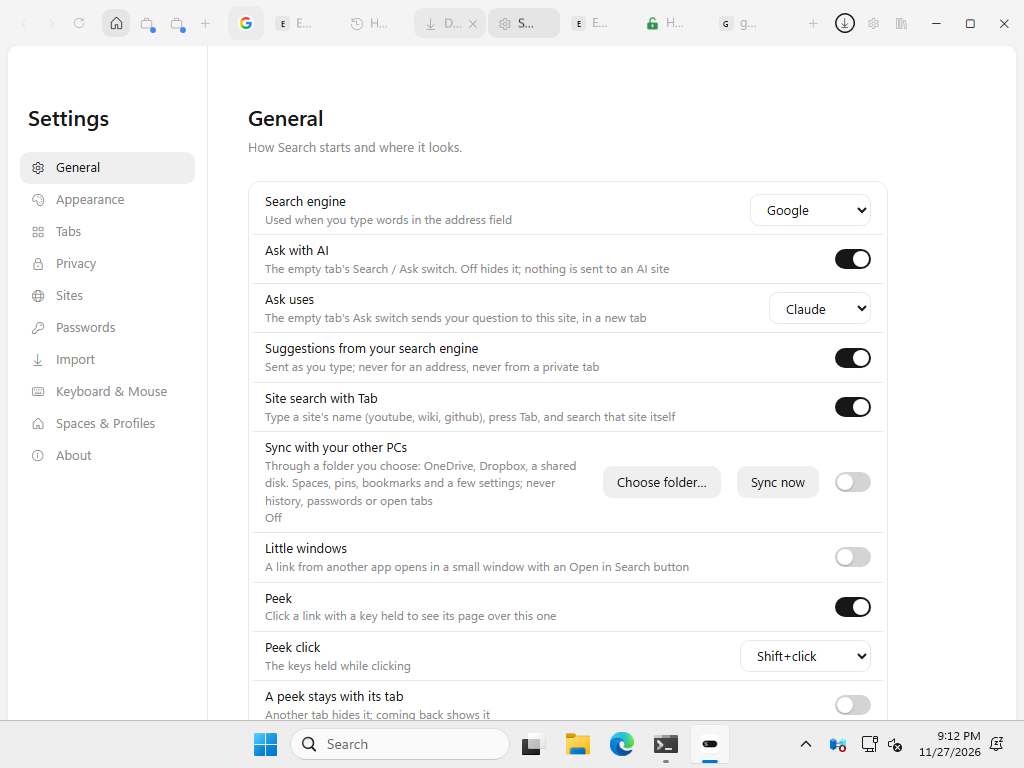 E E...
H...
D...
S...
E E...
H...
G g...
Settings
General
Appearance
Tabs
Privacy
Sites
Passwords
Import
Keyboard & Mouse
Spaces & Profiles
About
General
How Search starts and where it looks.
Search engine
Used when you type words in the address field
Google
Ask with AI
The empty tab's Search / Ask switch. Off hides it; nothing is sent to an AI site
Ask uses
The empty tab's Ask switch sends your question to this site, in a new tab
Claude
Suggestions from your search engine
Sent as you type; never for an address, never from a private tab
Site search with Tab
Type a site's name (youtube, wiki, github), press Tab, and search that site itself
Sync with your other PCs
Through a folder you choose: OneDrive, Dropbox, a shared
disk. Spaces, pins, bookmarks and a few settings; never
history, passwords or open tabs
Off
Choose folder...
Sync now
Little windows
A link from another app opens in a small window with an Open in Search button
Peek
Click a link with a key held to see its page over this one
Peek click
The keys held while clicking
Shift+click
A peek stays with its tab
Another tab hides it; coming back shows it
Search
9:12 PM
11/27/2026